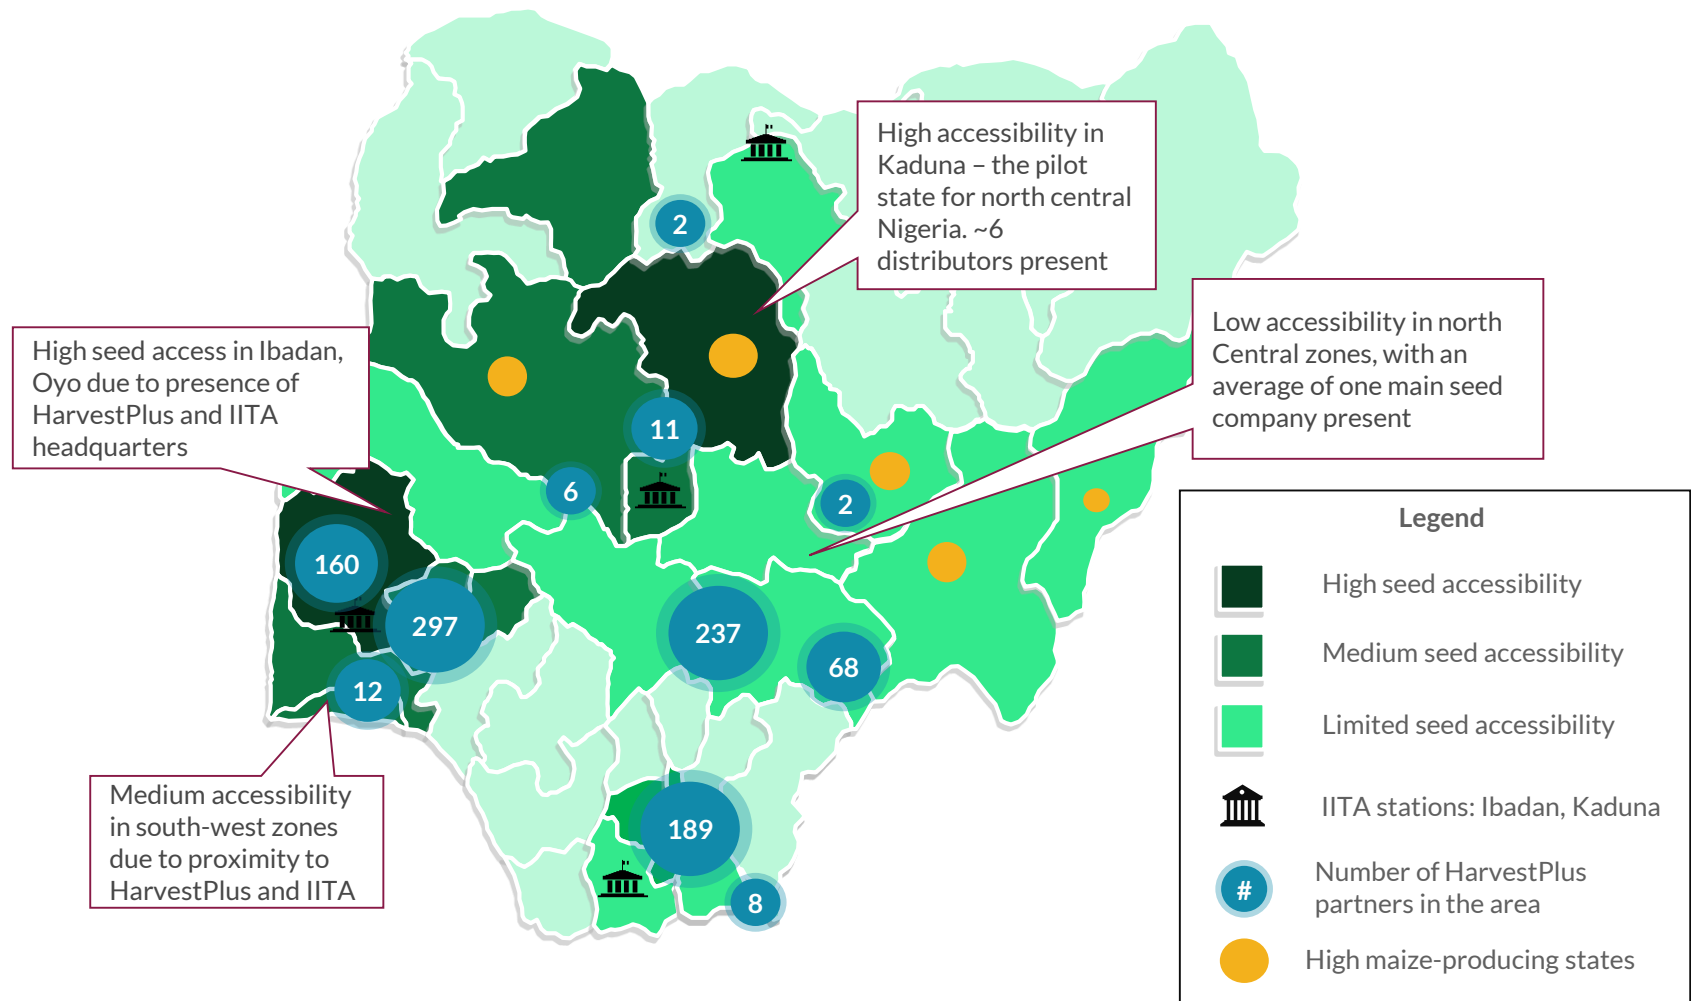 High accessibility in
Kaduna – the pilot
state for north central
Nigeria. ~6
distributors present
2
Low accessibility in north
Central zones, with an
average of one main seed
company present
High seed access in Ibadan,
Oyo due to presence of
HarvestPlus and IITA
headquarters
11
6
2
160
297
237
68
12
Medium accessibility
in south-west zones
due to proximity to
HarvestPlus and IITA
189
8
Legend
High seed accessibility
Medium seed accessibility
Limited seed accessibility
IITA stations: Ibadan, Kaduna
#
Number of HarvestPlus
partners in the area
High maize-producing states